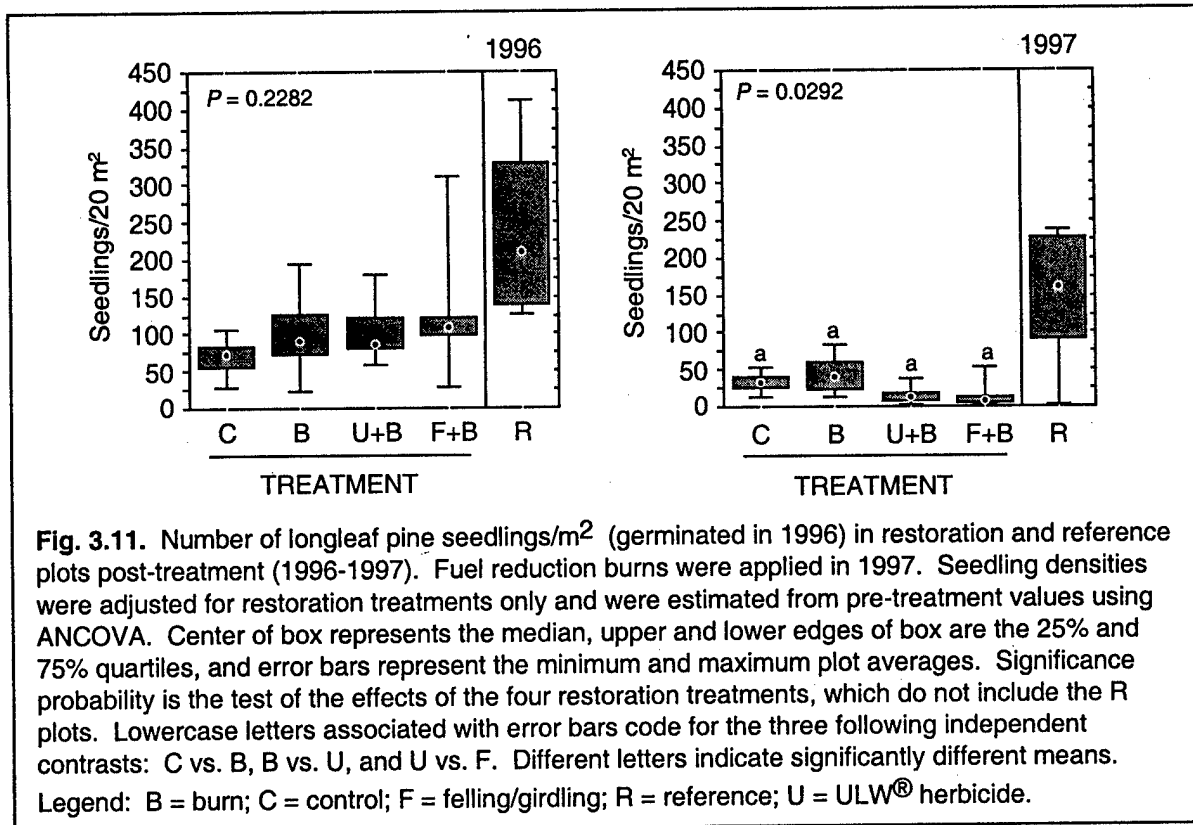 1996
450
400
350
300
250
200
150
100
50
0
Seedlings/20 m²
P = 0.2282
C B U+B F+B R
TREATMENT
1997
450
400
350
300
250
200
150
100
50
0
Seedlings/20 m²
P = 0.0292
a a a a
C B U+B F+B R
TREATMENT
Fig. 3.11. Number of longleaf pine seedlings/m² (germinated in 1996) in restoration and reference
plots post-treatment (1996-1997). Fuel reduction burns were applied in 1997. Seedling densities
were adjusted for restoration treatments only and were estimated from pre-treatment values using
ANCOVA. Center of box represents the median, upper and lower edges of box are the 25% and
75% quartiles, and error bars represent the minimum and maximum plot averages. Significance
probability is the test of the effects of the four restoration treatments, which do not include the R
plots. Lowercase letters associated with error bars code for the three following independent
contrasts: C vs. B, B vs. U, and U vs. F. Different letters indicate significantly different means.
Legend: B = burn; C = control; F = felling/girdling; R = reference; U = ULW® herbicide.